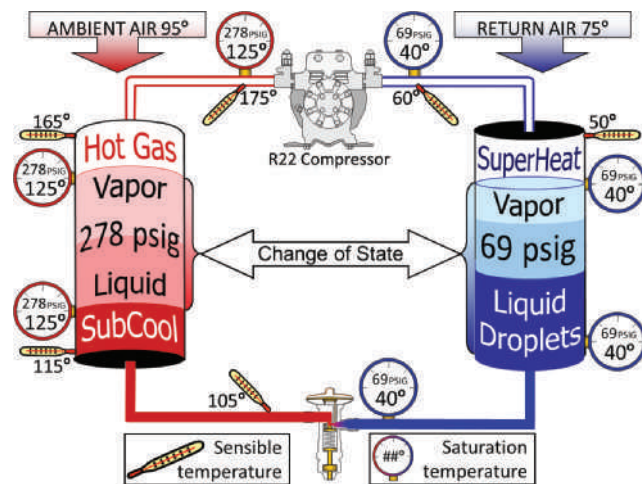 AMBIENT AIR 95°
278PSIG
125°
69PSIG
40°
RETURN AIR 75°
165°
175°
60°
50°
R22 Compressor
Hot Gas
SuperHeat
278PSIG
125°
Vapor
278 psig
Liquid
SubCool
Change of State
Vapor
69 psig
Liquid
Droplets
69PSIG
40°
278PSIG
125°
69PSIG
40°
115°
105°
69PSIG
40°
Sensible
temperature
##°
Saturation
temperature